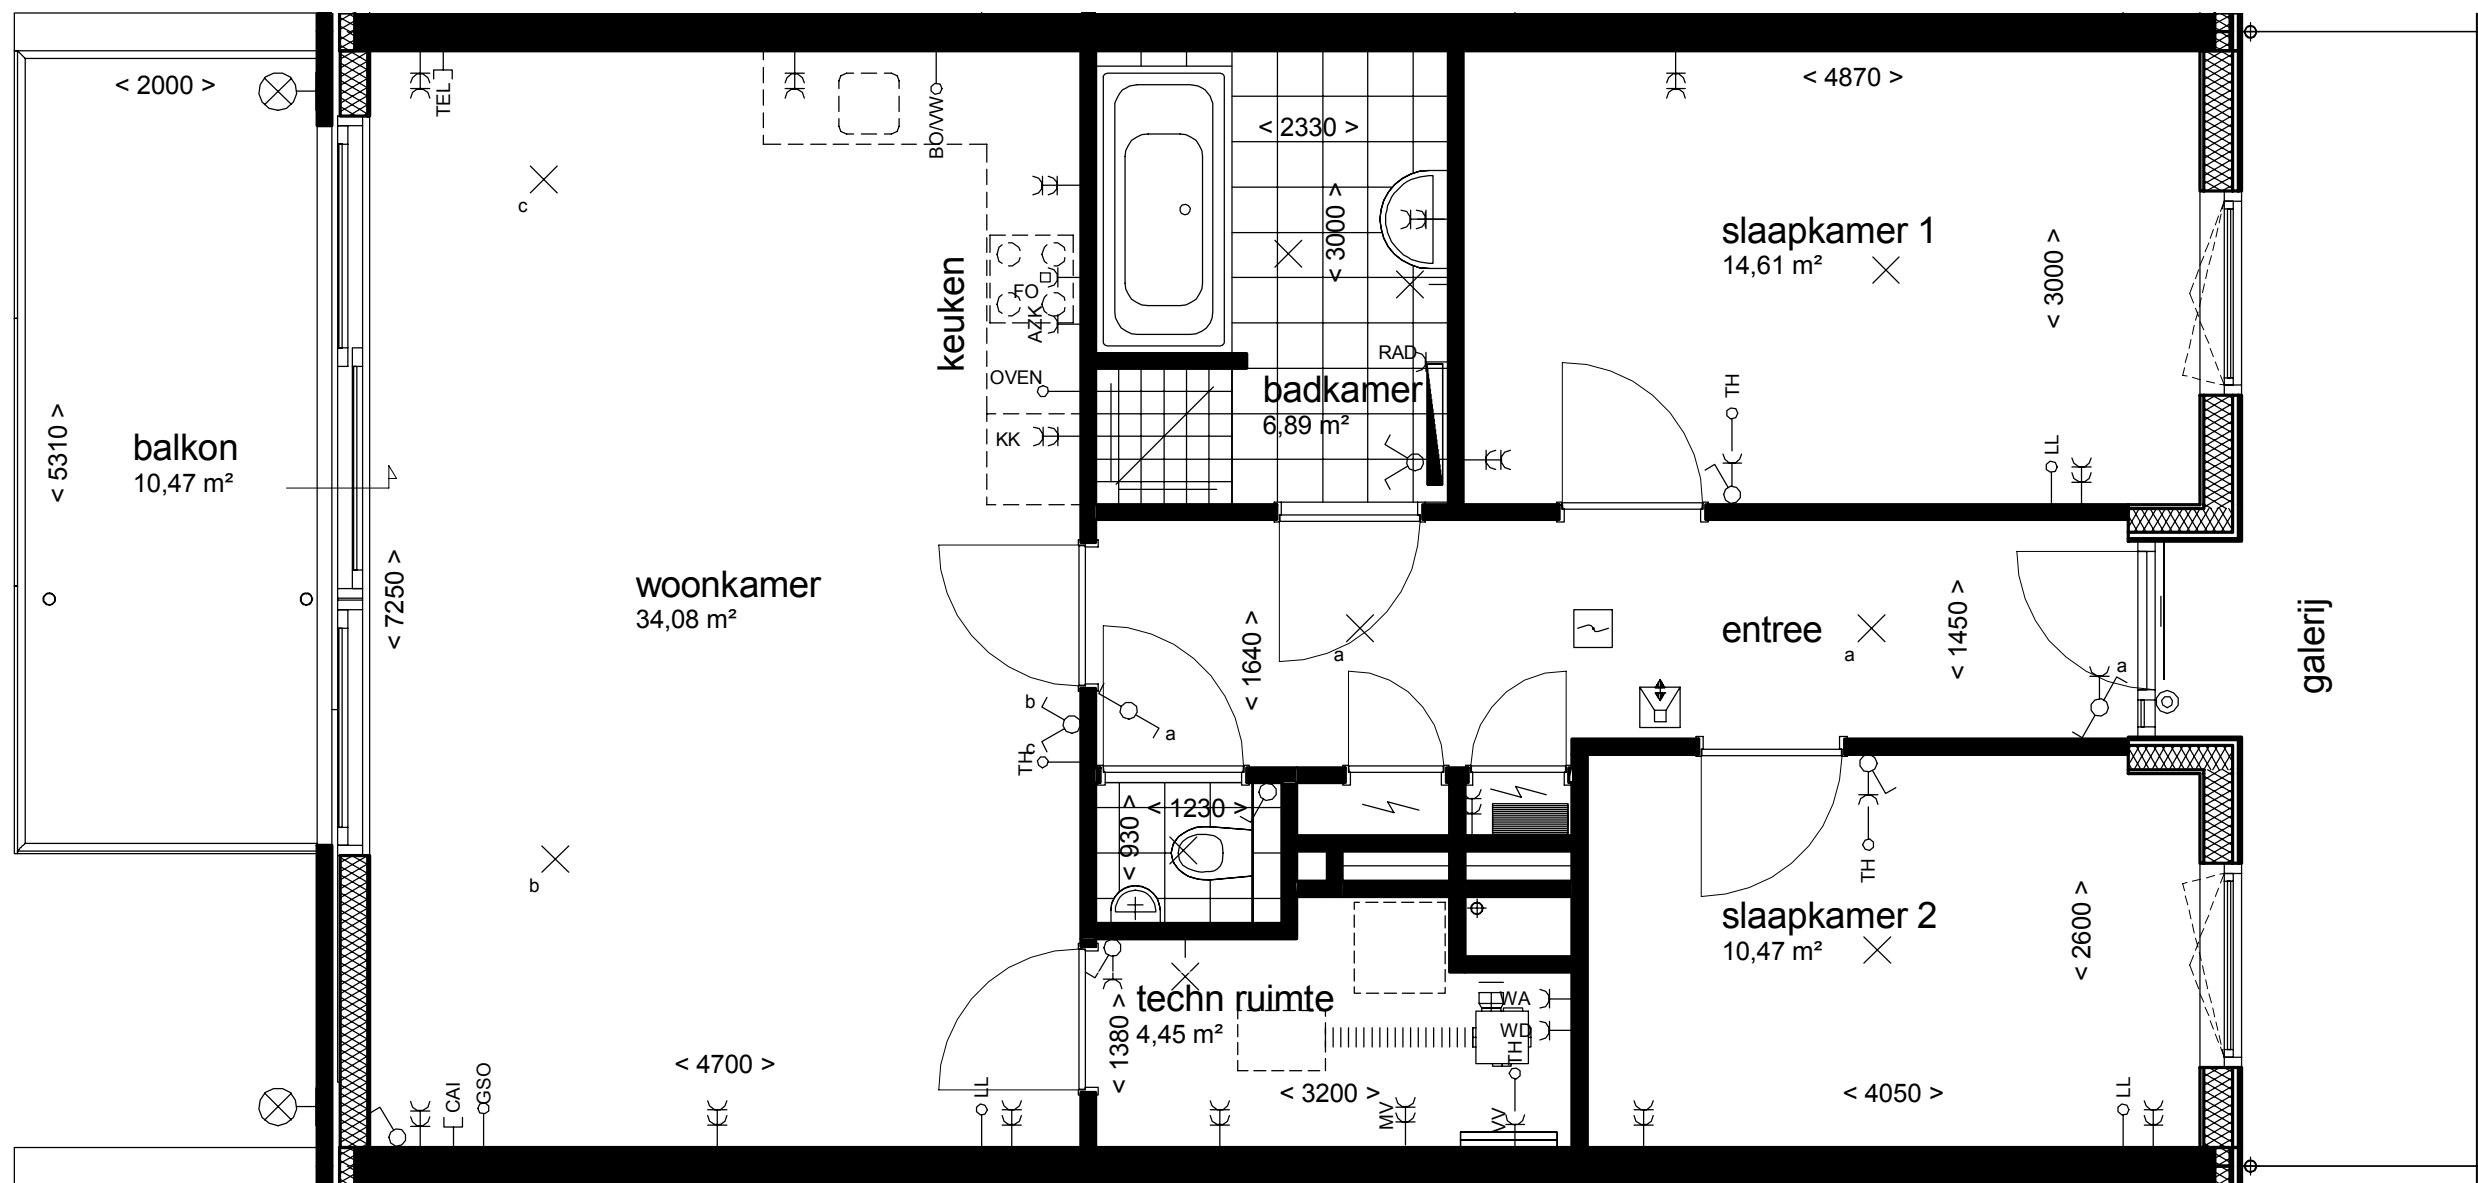 < 2000 >
TEL
BO/VW
< 2330 >
< 4870 >
c
keuken
FO
AZK
OVEN
KK
< 3000 >
RAD
badkamer
6,89 m²
slaapkamer 1
14,61 m²
< 3000 >
TH
LL
< 5310 >
balkon
10,47 m²
< 7250 >
woonkamer
34,08 m²
< 1640 >
a
entree
a
< 1450 >
a
galerij
b
c
TH
a
< 930 >
< 1230 >
b
TH
slaapkamer 2
10,47 m²
< 2600 >
techn ruimte
4,45 m²
< 1380 >
WA
WD
TH
< 4700 >
< 3200 >
< 4050 >
CAI
GSO
LL
MV
VV
LL